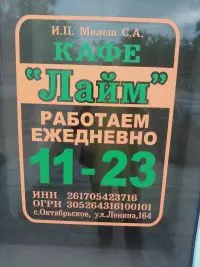 И.П. Мелеш С.А.
КАФЕ
"Лайм"
РАБОТАЕМ
ЕЖЕДНЕВНО
11-23
ИНН 261705423716
ОГРН 305264316100101
с.Октябрьское, ул.Ленина,164